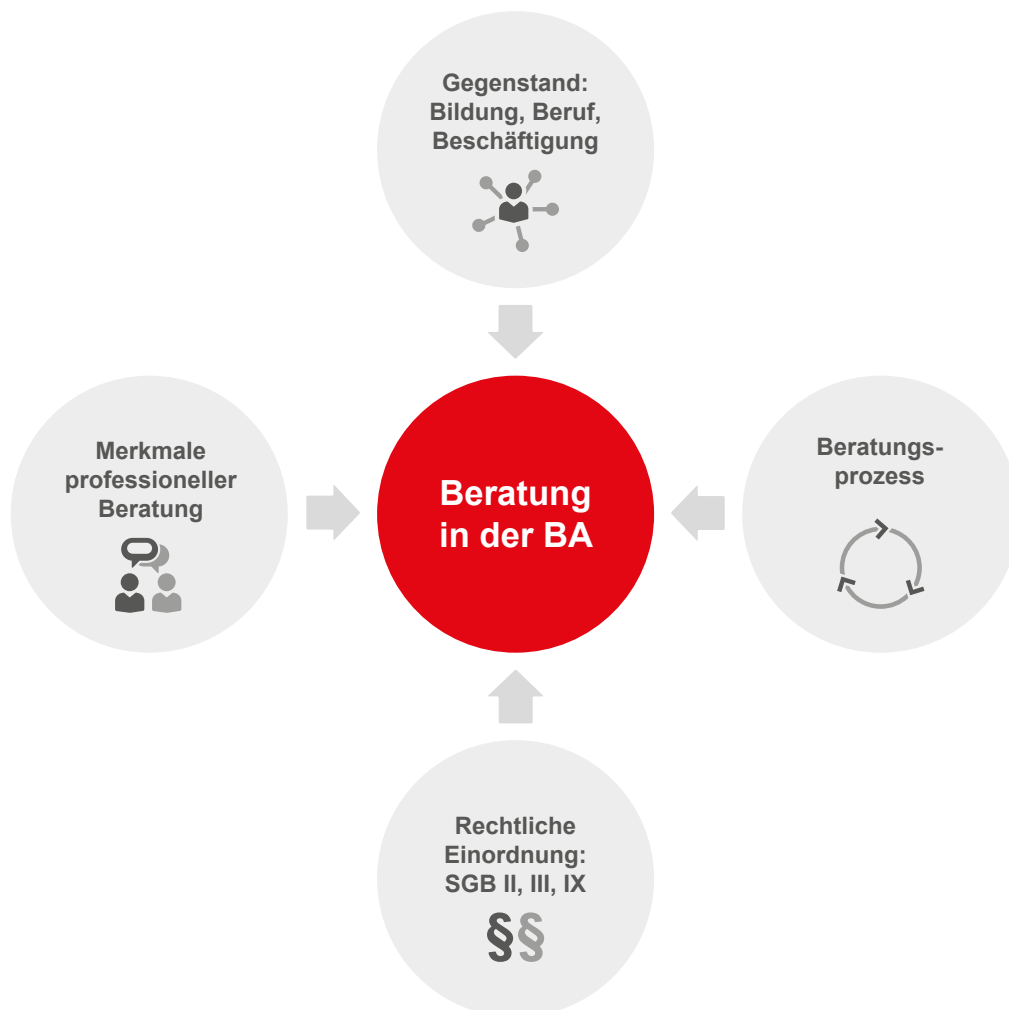 Gegenstand:
Bildung, Beruf,
Beschäftigung
Merkmale
professioneller
Beratung
Beratung
in der BA
Beratungs-
prozess
Rechtliche
Einordnung:
SGB II, III, IX
§§